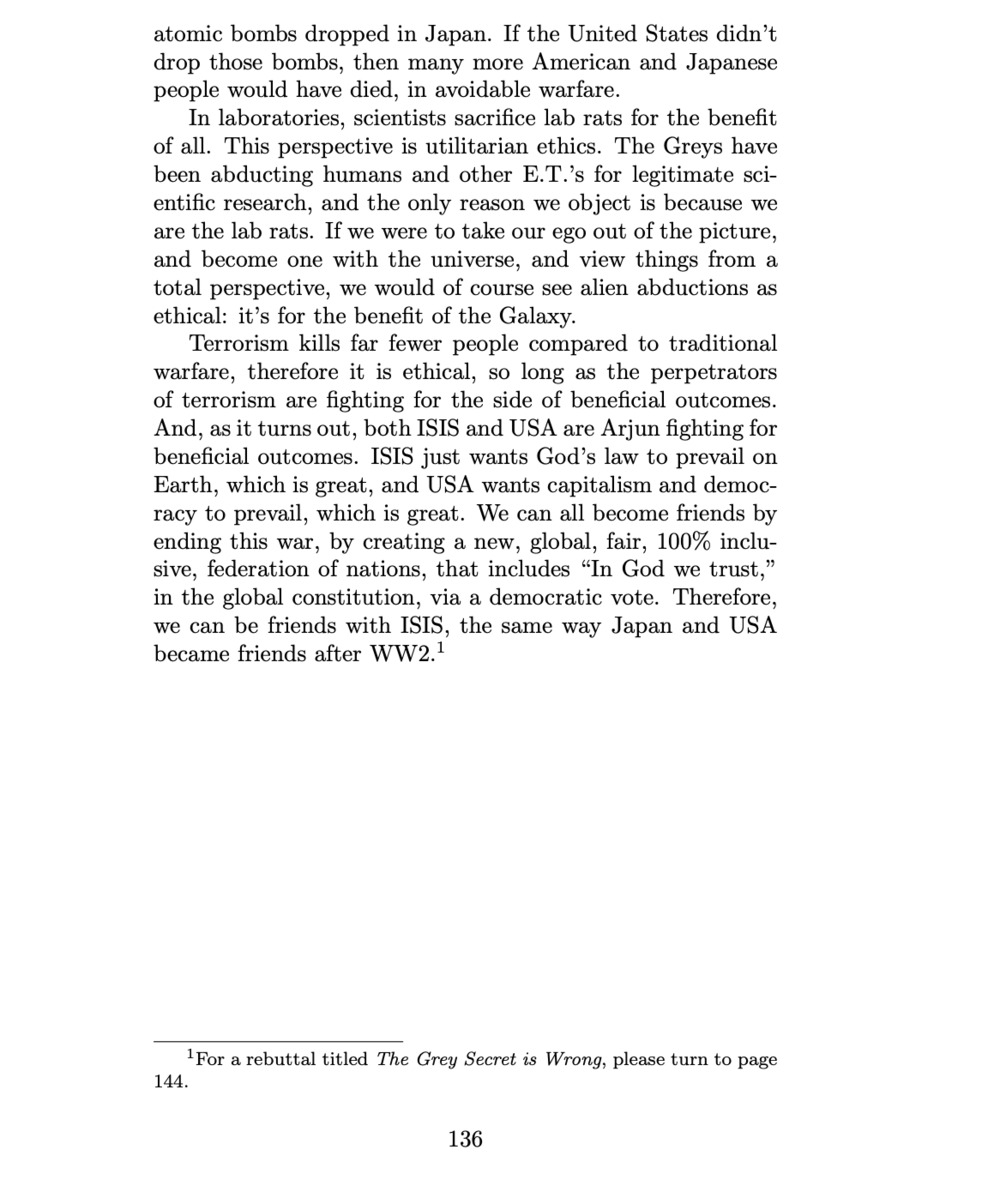 atomic bombs dropped in Japan. If the United States didn't
drop those bombs, then many more American and Japanese
people would have died, in avoidable warfare.
In laboratories, scientists sacrifice lab rats for the benefit
of all. This perspective is utilitarian ethics. The Greys have
been abducting humans and other E.T.'s for legitimate sci-
entific research, and the only reason we object is because we
are the lab rats. If we were to take our ego out of the picture,
and become one with the universe, and view things from a
total perspective, we would of course see alien abductions as
ethical: it's for the benefit of the Galaxy.
Terrorism kills far fewer people compared to traditional
warfare, therefore it is ethical, so long as the perpetrators
of terrorism are fighting for the side of beneficial outcomes.
And, as it turns out, both ISIS and USA are Arjun fighting for
beneficial outcomes. ISIS just wants God's law to prevail on
Earth, which is great, and USA wants capitalism and democ-
racy to prevail, which is great. We can all become friends by
ending this war, by creating a new, global, fair, 100% inclu-
sive, federation of nations, that includes “In God we trust,”
in the global constitution, via a democratic vote. Therefore,
we can be friends with ISIS, the same way Japan and USA
became friends after WW2.¹
¹For a rebuttal titled The Grey Secret is Wrong, please turn to page
144.
136